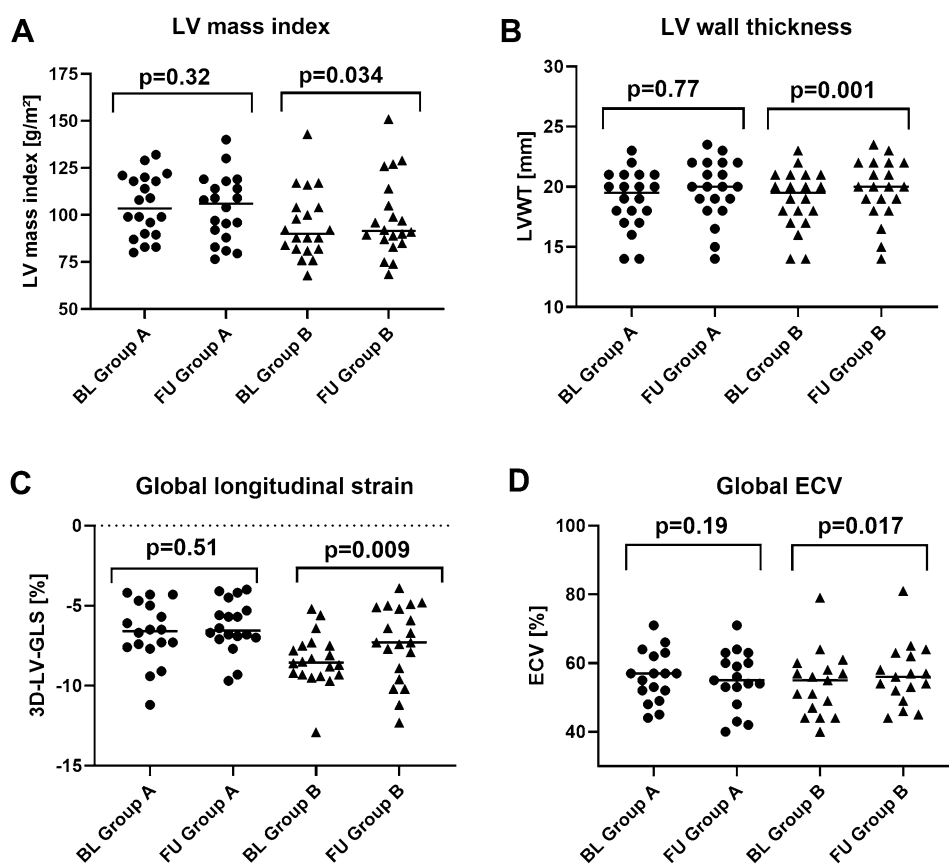 A
LV mass index
LV mass index [g/m²]
175
150
125
100
75
50
p=0.32
p=0.034
BL Group A
FU Group A
BL Group B
FU Group B
B
LV wall thickness
LVWT [mm]
30
25
20
15
10
p=0.77
p=0.001
BL Group A
FU Group A
BL Group B
FU Group B
C
Global longitudinal strain
3D-LV-GLS [%]
0
-5
-10
-15
p=0.51
p=0.009
BL Group A
FU Group A
BL Group B
FU Group B
D
Global ECV
ECV [%]
100
80
60
40
p=0.19
p=0.017
BL Group A
FU Group A
BL Group B
FU Group B